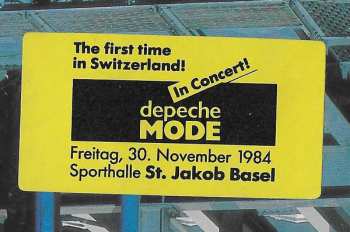 The first time
in Switzerland!
In Concert!
depeche
MODE
Freitag, 30. November 1984
Sporthalle St. Jakob Basel